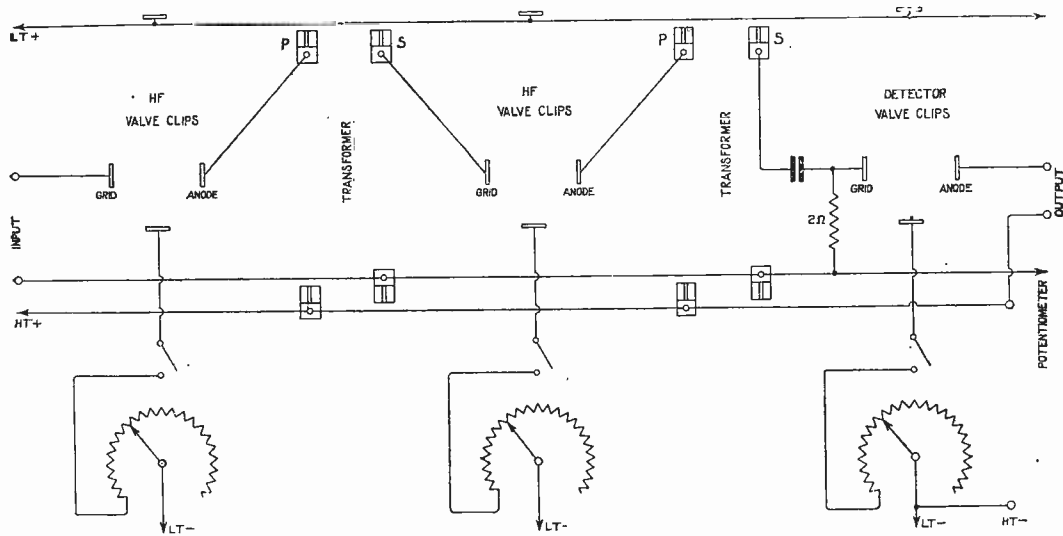 LT+
P
S
P
S
HF
VALVE CLIPS
HF
VALVE CLIPS
DETECTOR
VALVE CLIPS
TRANSFORMER
TRANSFORMER
GRID
ANODE
GRID
ANODE
GRID
ANODE
INPUT
OUTPUT
2Ω
HT+
POTENTIOMETER
LT-
LT-
LT-
HT-